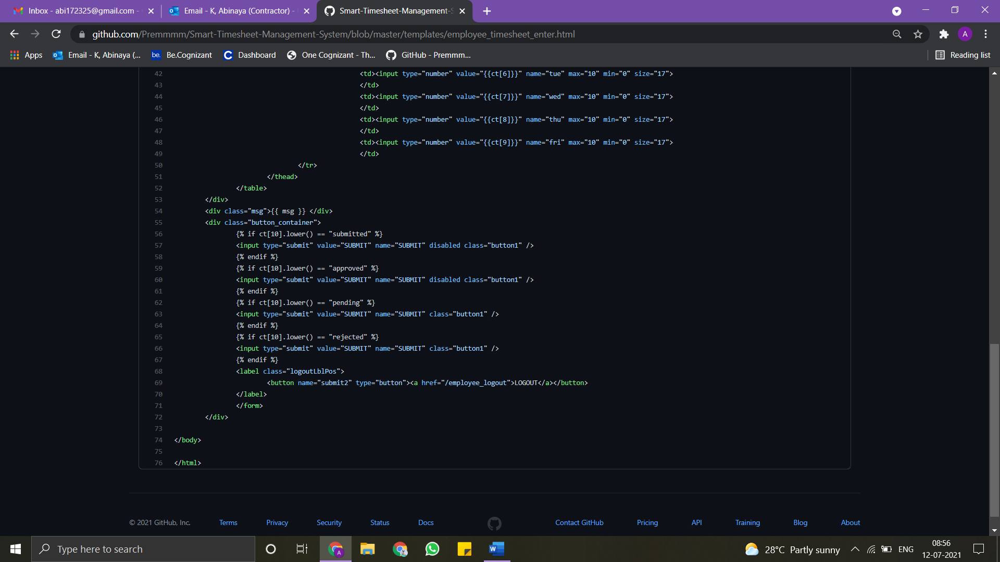 Inbox - abi172325@gmail.com -
Email - K, Abinaya (Contractor) -
Smart-Timesheet-Management-S
github.com/Premmmm/Smart-Timesheet-Management-System/blob/master/templates/employee_timesheet_enter.html
A
Apps
Email - K, Abinaya (...
be. Be.Cognizant
Dashboard
One Cognizant - Th...
GitHub - Premmm...
Reading list
42 <td><input type="number" value="{{ct[6]}}" name="tue" max="10" min="0" size="17">
43 </td>
44 <td><input type="number" value="{{ct[7]}}" name="wed" max="10" min="0" size="17">
45 </td>
46 <td><input type="number" value="{{ct[8]}}" name="thu" max="10" min="0" size="17">
47 </td>
48 <td><input type="number" value="{{ct[9]}}" name="fri" max="10" min="0" size="17">
49 </td>
50 </tr>
51 </thead>
52 </table>
53 </div>
54 <div class="msg">{{ msg }} </div>
55 <div class="button_container">
56 {% if ct[10].lower() == "submitted" %}
57 <input type="submit" value="SUBMIT" name="SUBMIT" disabled class="button1" />
58 {% endif %}
59 {% if ct[10].lower() == "approved" %}
60 <input type="submit" value="SUBMIT" name="SUBMIT" disabled class="button1" />
61 {% endif %}
62 {% if ct[10].lower() == "pending" %}
63 <input type="submit" value="SUBMIT" name="SUBMIT" class="button1" />
64 {% endif %}
65 {% if ct[10].lower() == "rejected" %}
66 <input type="submit" value="SUBMIT" name="SUBMIT" class="button1" />
67 {% endif %}
68 <label class="logoutLblPos">
69 <button name="submit2" type="button"><a href="/employee_logout">LOGOUT</a></button>
70 </label>
71 </form>
72 </div>
73
74 </body>
75
76 </html>
© 2021 GitHub, Inc.
Terms
Privacy
Security
Status
Docs
Contact GitHub
Pricing
API
Training
Blog
About
Type here to search
28°C Partly sunny
ENG
08:56
12-07-2021